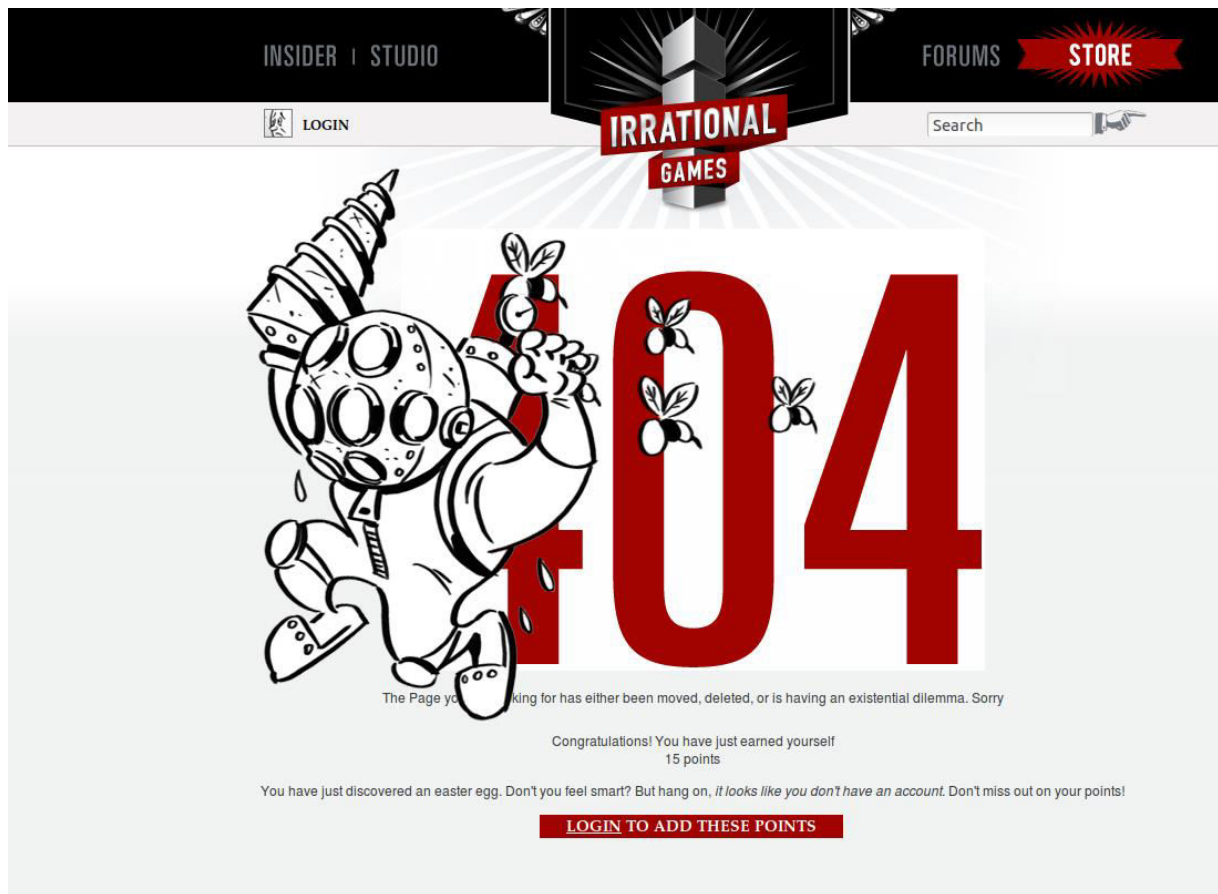 INSIDER | STUDIO
FORUMS
STORE
LOGIN
IRRATIONAL
GAMES
Search
404
The Page yo king for has either been moved, deleted, or is having an existential dilemma. Sorry
Congratulations! You have just earned yourself
15 points
You have just discovered an easter egg. Don't you feel smart? But hang on, it looks like you don't have an account. Don't miss out on your points!
LOGIN TO ADD THESE POINTS